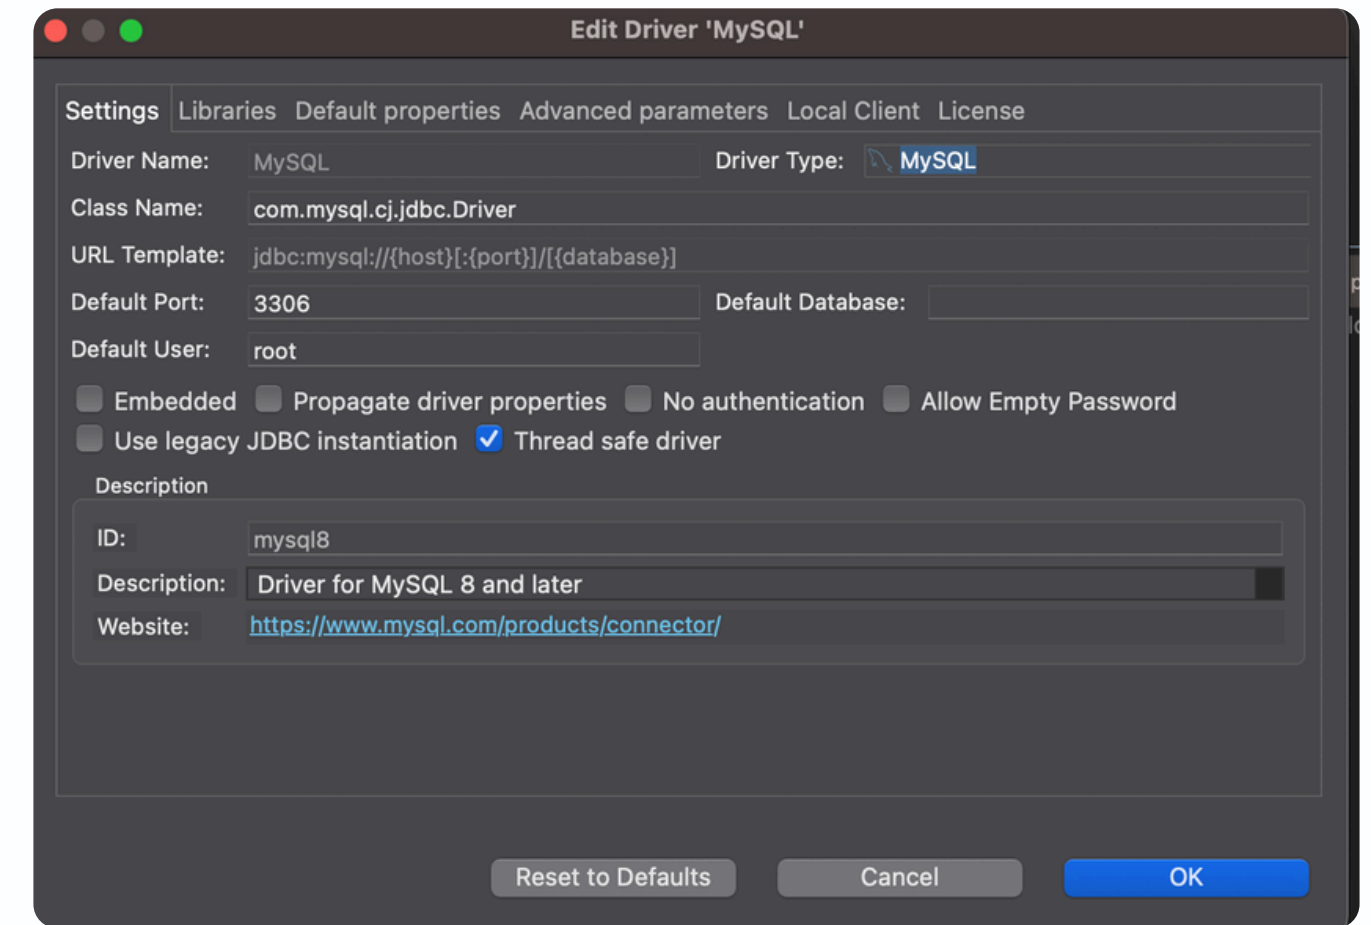 Edit Driver 'MySQL'
Settings Libraries Default properties Advanced parameters Local Client License
Driver Name: MySQL Driver Type: MySQL
Class Name: com.mysql.cj.jdbc.Driver
URL Template: jdbc:mysql://{host}[:{port}]/[{database}]
Default Port: 3306 Default Database:
Default User: root
Embedded Propagate driver properties No authentication Allow Empty Password
Use legacy JDBC instantiation Thread safe driver
Description
ID: mysql8
Description: Driver for MySQL 8 and later
Website: https://www.mysql.com/products/connector/
Reset to Defaults Cancel OK